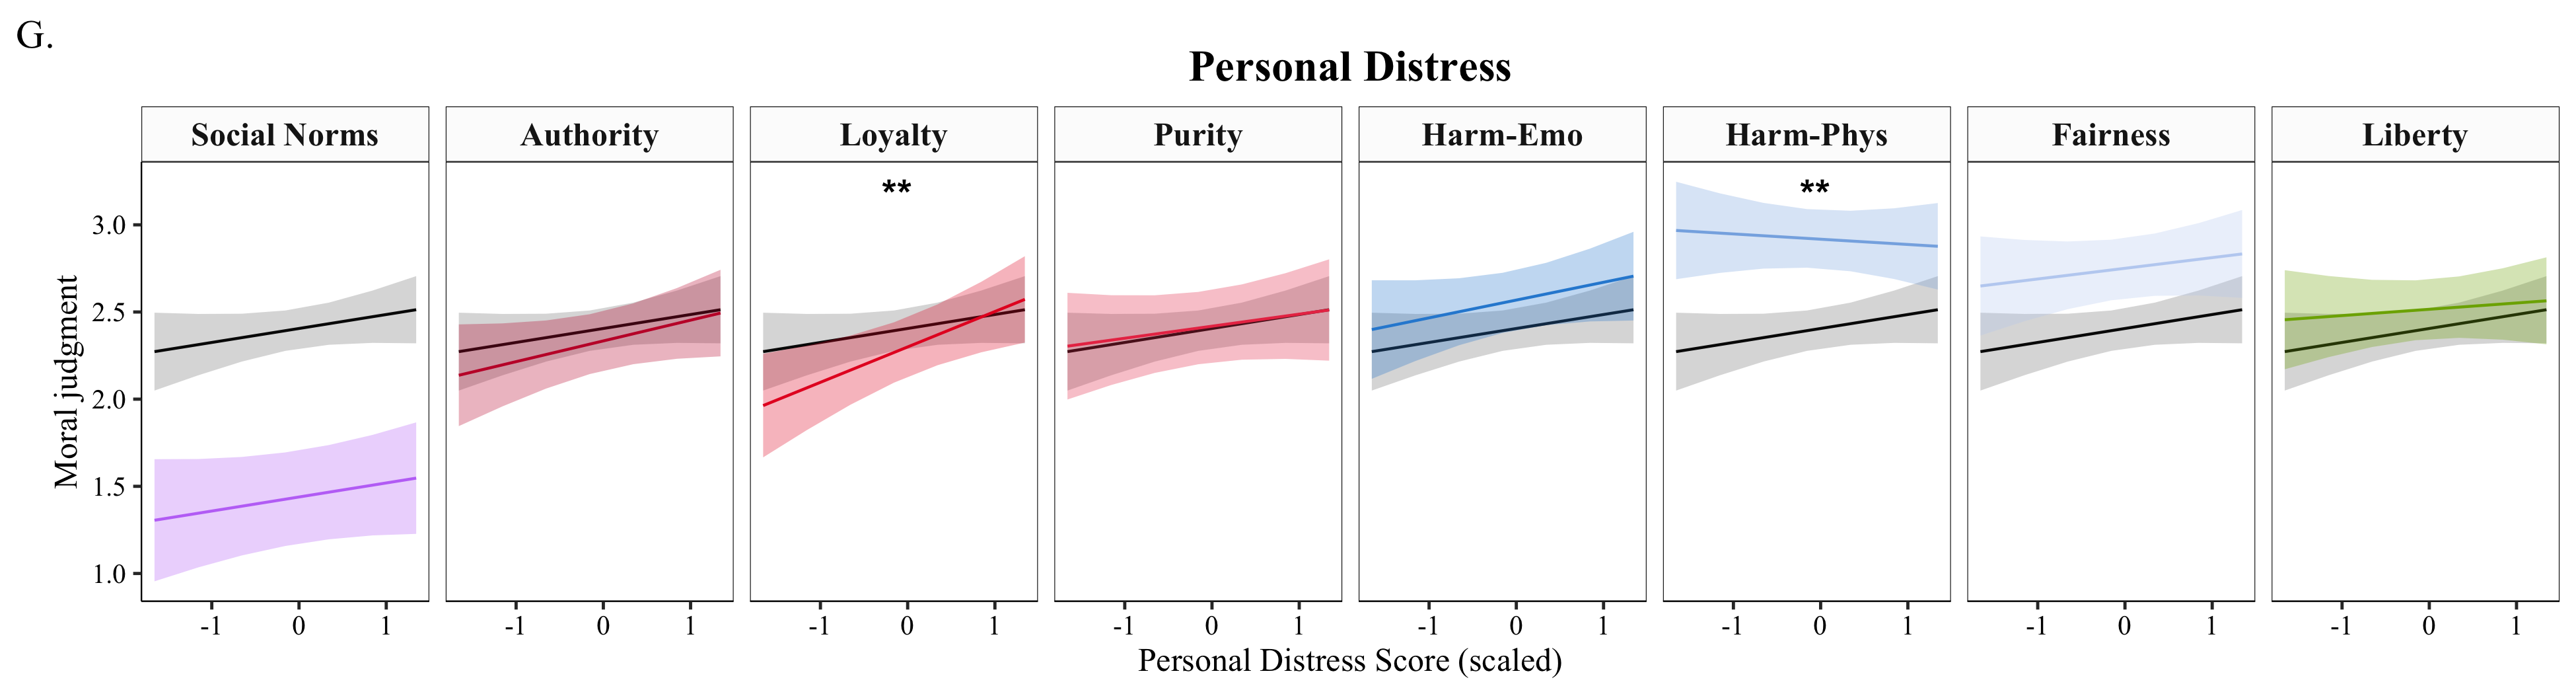 G.
Personal Distress
Social Norms Authority Loyalty Purity Harm-Emo Harm-Phys Fairness Liberty
** **
3.0
2.5
2.0
1.5
1.0
Moral judgment
-1 0 1 -1 0 1 -1 0 1 -1 0 1 -1 0 1 -1 0 1 -1 0 1 -1 0 1
Personal Distress Score (scaled)